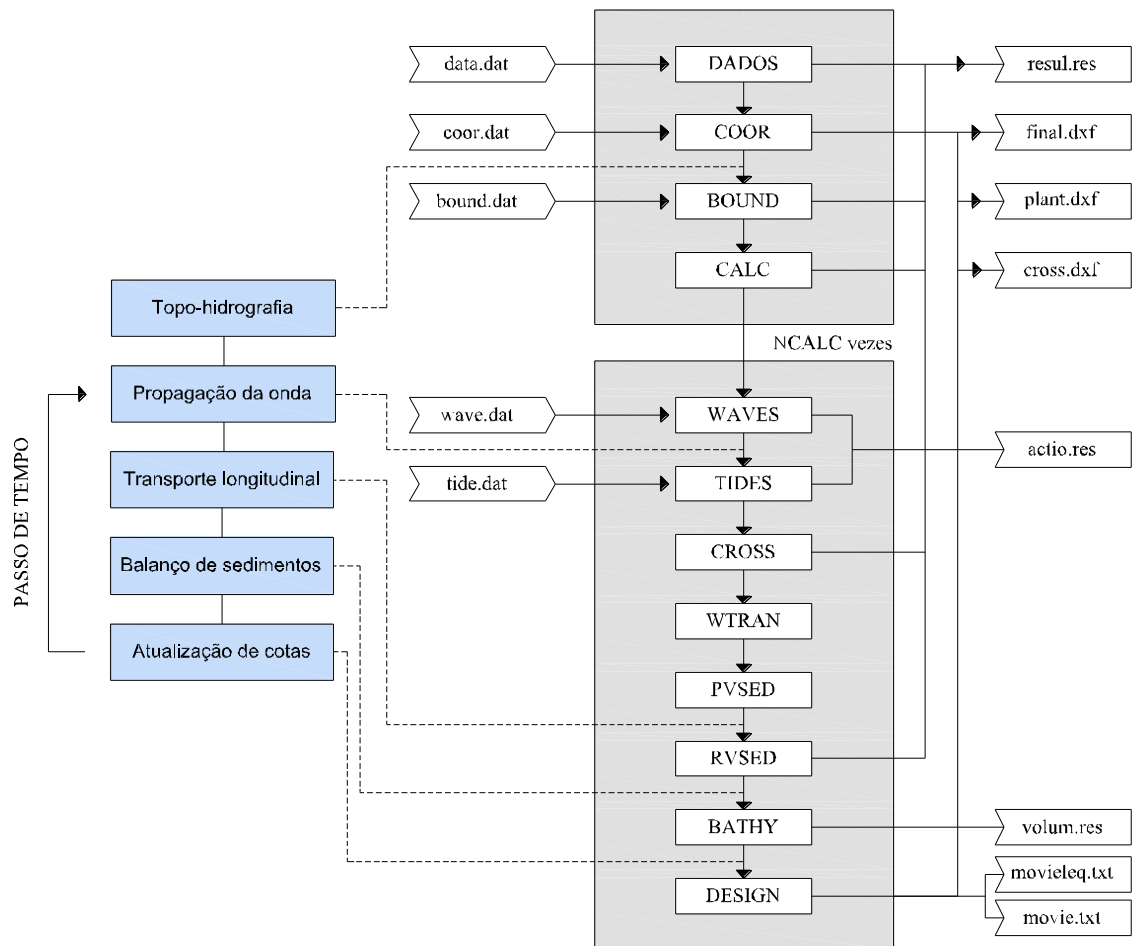 data.dat
DADOS
resul.res
coor.dat
COOR
final.dxf
bound.dat
BOUND
plant.dxf
CALC
cross.dxf
Topo-hidrografia
NCALC vezes
Propagação da onda
wave.dat
WAVES
actio.res
PASSO DE TEMPO
Transporte longitudinal
tide.dat
TIDES
Balanço de sedimentos
CROSS
WTRAN
Atualização de cotas
PVSED
RVSED
BATHY
volum.res
movieleq.txt
DESIGN
movie.txt